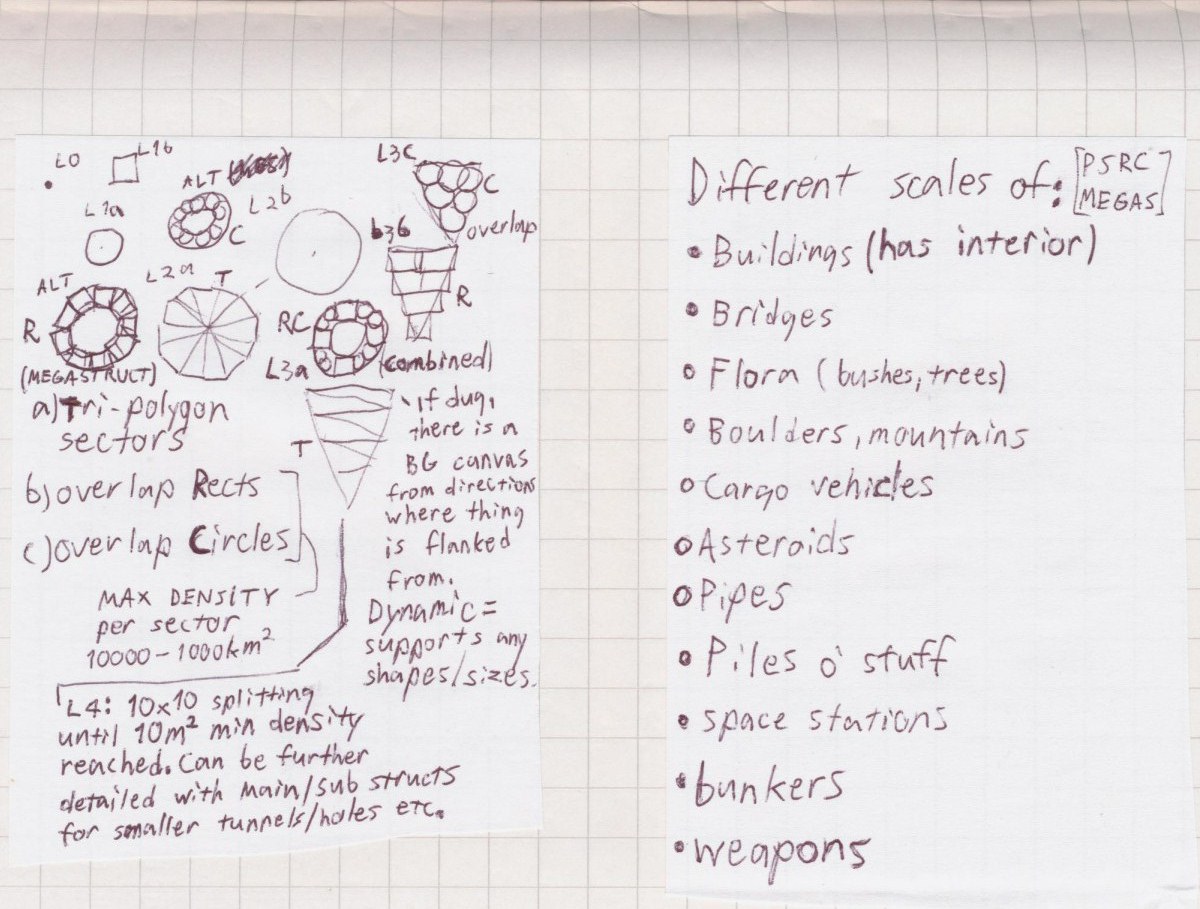 L0
L1b
L1a
ALT
L2b
C
L3C
C
overlap
ALT
L2a
T
R
(MEGASTRUCT)
RC
L3a
(combined)
b3b
R
T
a) Tri-polygon
sectors
b) overlap Rects
c) overlap Circles
MAX DENSITY
per sector
10000-1000km²
If dug,
there is a
BG canvas
from directions
where thing
is flanked
from.
Dynamic =
supports any
shapes/sizes.
L4: 10x10 splitting
until 10m² min density
reached. Can be further
detailed with main/sub structs
for smaller tunnels/holes etc.
Different scales of: [PSRC
MEGAS]
• Buildings (has interior)
• Bridges
• Flora (bushes, trees)
• Boulders, mountains
• Cargo vehicles
• Asteroids
• Pipes
• Piles o' stuff
• space stations
• bunkers
• weapons